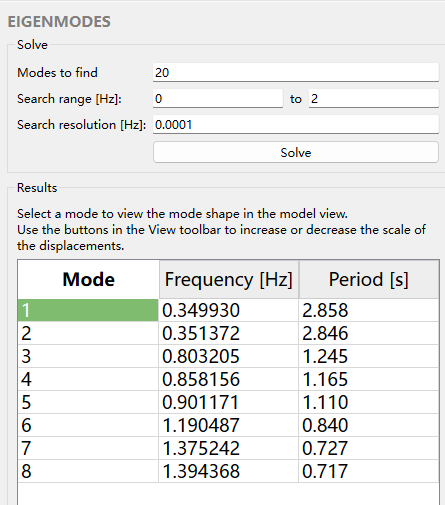 EIGENMODES
Solve
Modes to find 20
Search range [Hz]: 0 to 2
Search resolution [Hz]: 0.0001
Solve
Results
Select a mode to view the mode shape in the model view.
Use the buttons in the View toolbar to increase or decrease the scale of
the displacements.
Mode Frequency [Hz] Period [s]
1 0.349930 2.858
2 0.351372 2.846
3 0.803205 1.245
4 0.858156 1.165
5 0.901171 1.110
6 1.190487 0.840
7 1.375242 0.727
8 1.394368 0.717